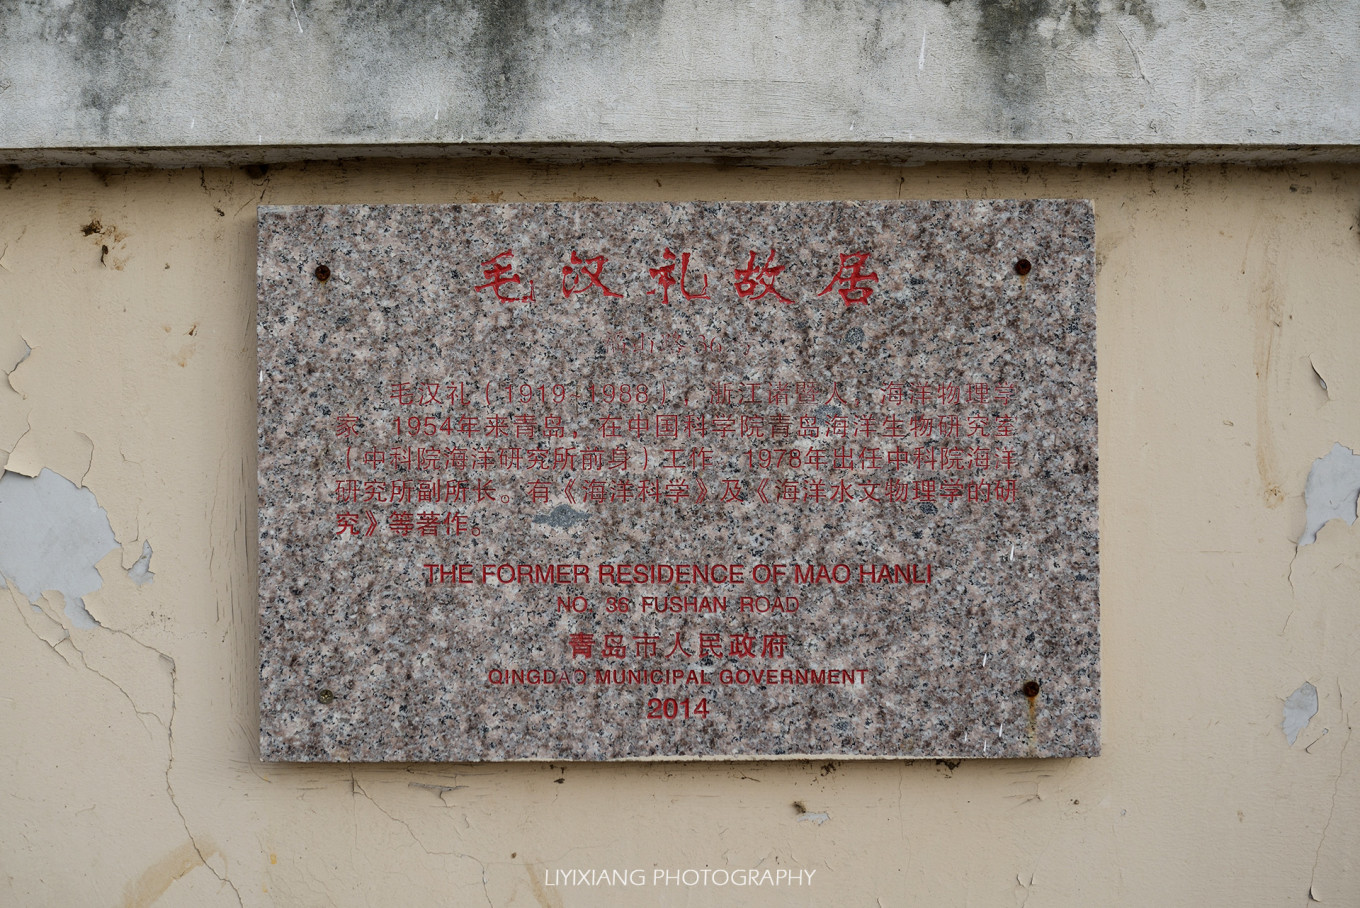 毛汉礼故居
毛汉礼（1919-1988），浙江诸暨人，海洋物理学
家。1954年来青岛，在中国科学院青岛海洋生物研究室
（中科院海洋研究所前身）工作。1978年出任中科院海洋
研究所副所长。有《海洋科学》及《海洋水文物理学的研
究》等著作。
THE FORMER RESIDENCE OF MAO HANLI
NO. 36 FUSHAN ROAD
青岛市人民政府
QINGDAO MUNICIPAL GOVERNMENT
2014
LIYIXIANG PHOTOGRAPHY